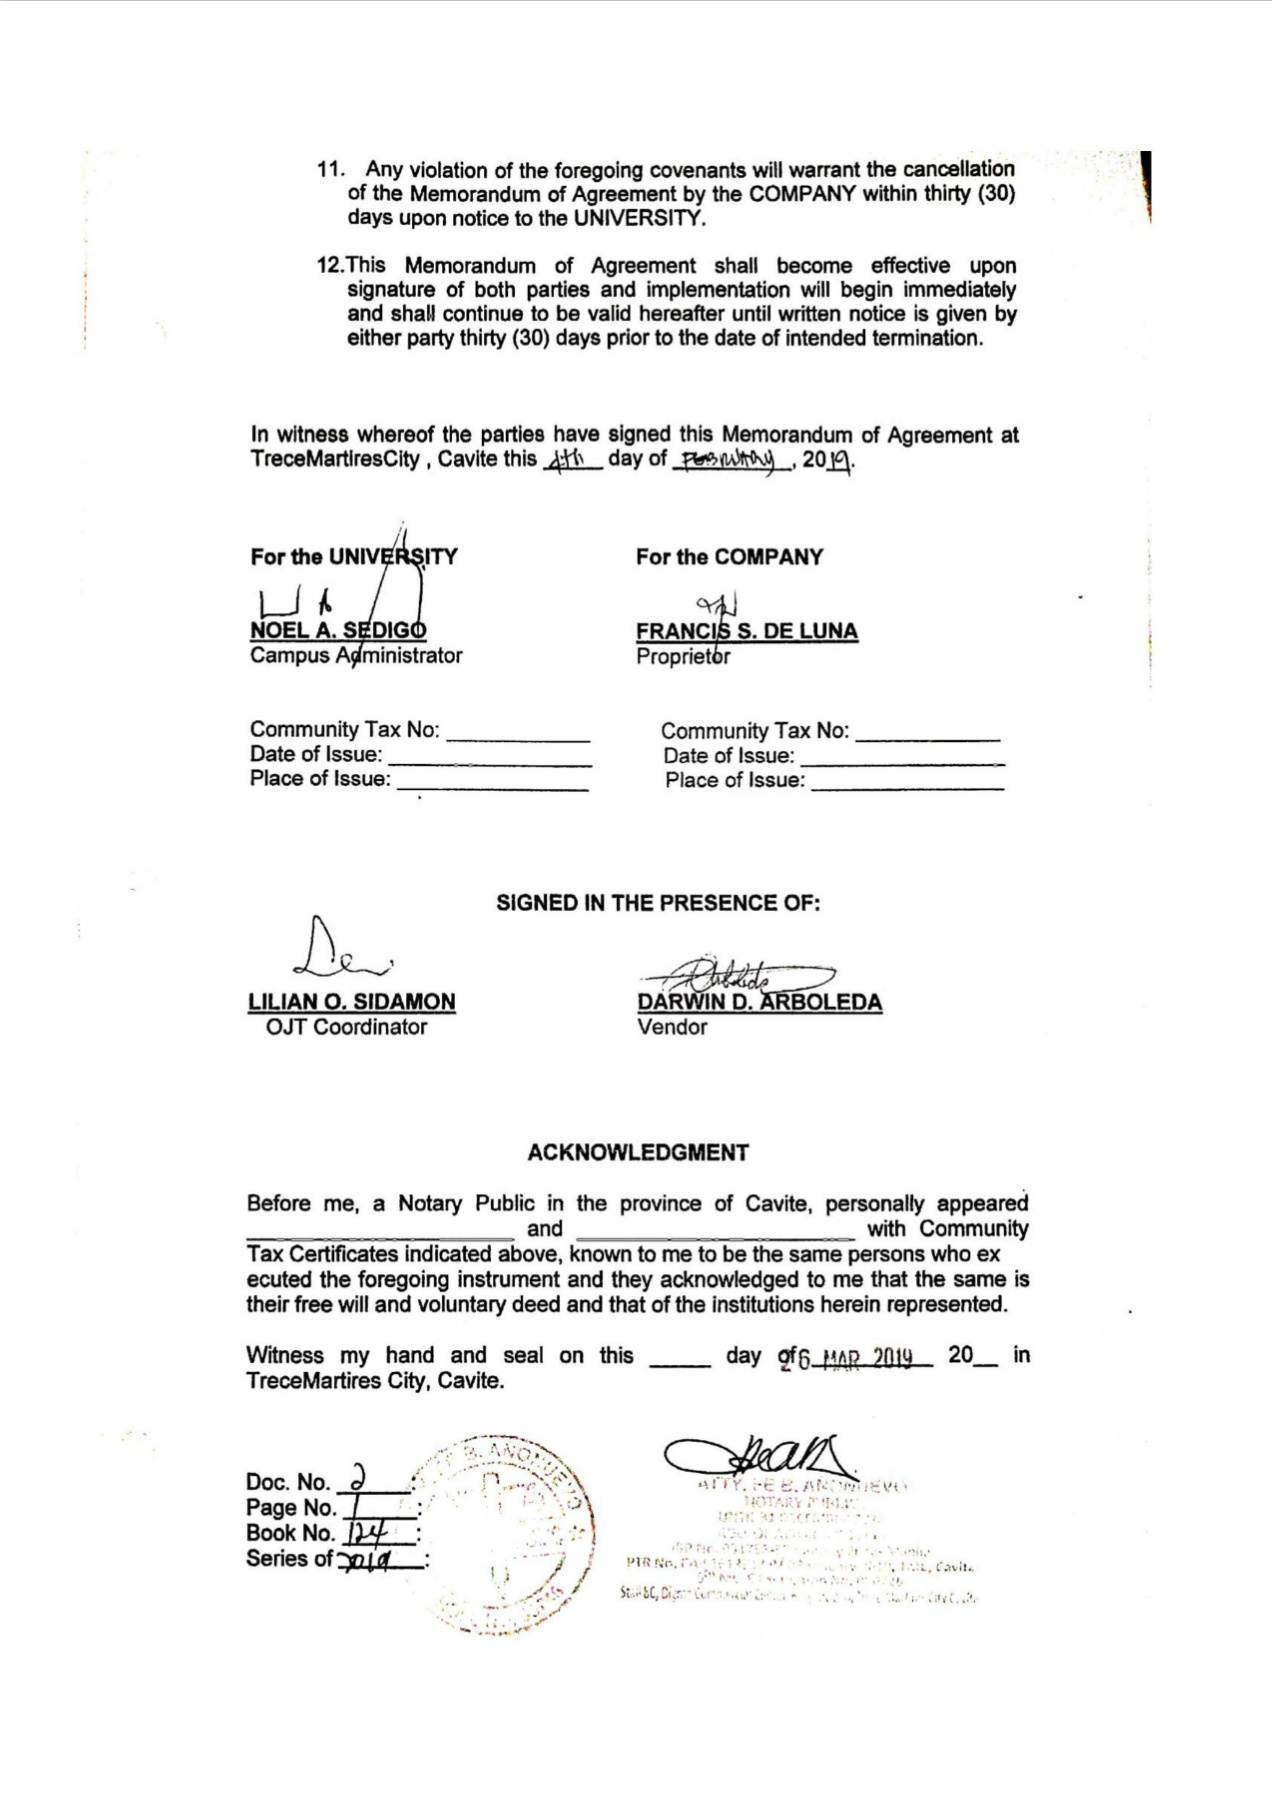 11. Any violation of the foregoing covenants will warrant the cancellation
of the Memorandum of Agreement by the COMPANY within thirty (30)
days upon notice to the UNIVERSITY.
12.This Memorandum of Agreement shall become effective upon
signature of both parties and implementation will begin immediately
and shall continue to be valid hereafter until written notice is given by
either party thirty (30) days prior to the date of intended termination.
In witness whereof the parties have signed this Memorandum of Agreement at
TreceMartiresCity , Cavite this 4th day of FEBRUARY, 2019.
For the UNIVERSITY
For the COMPANY
NOEL A. SEDIGO
FRANCIS S. DE LUNA
Campus Administrator
Proprietor
Community Tax No: ____________
Community Tax No: ____________
Date of Issue: ____________
Date of Issue: ____________
Place of Issue: ____________
Place of Issue: ____________
SIGNED IN THE PRESENCE OF:
LILIAN O. SIDAMON
DARWIN D. ARBOLEDA
OJT Coordinator
Vendor
ACKNOWLEDGMENT
Before me, a Notary Public in the province of Cavite, personally appeared
____________ and ____________ with Community
Tax Certificates indicated above, known to me to be the same persons who ex
ecuted the foregoing instrument and they acknowledged to me that the same is
their free will and voluntary deed and that of the institutions herein represented.
Witness my hand and seal on this _____ day of 26 MAR 2019 20__ in
TreceMartires City, Cavite.
Doc. No. 2 :
Page No. 1 :
Book No. 124 :
Series of 2019 :
ATTY. FE B. ANONUEVO
NOTARY PUBLIC
PTR No. Cavite